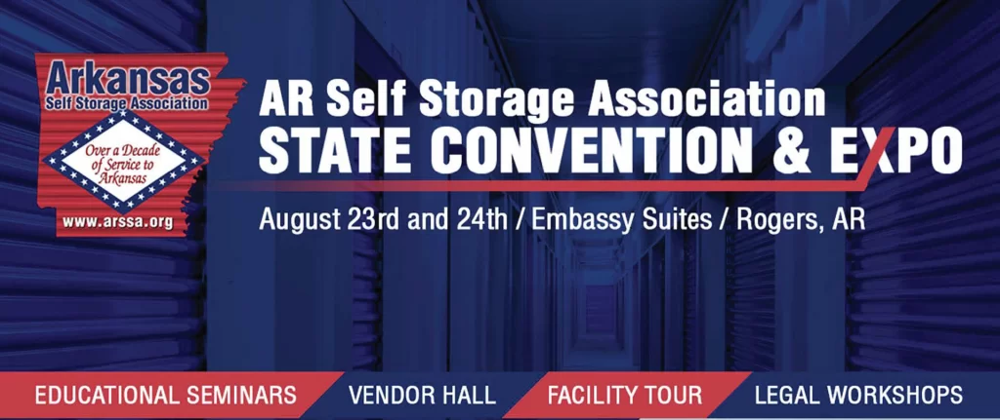 Arkansas
Self Storage Association
Over a Decade
of Service to
Arkansas
www.arssa.org
AR Self Storage Association
STATE CONVENTION & EXPO
August 23rd and 24th / Embassy Suites / Rogers, AR
EDUCATIONAL SEMINARS
VENDOR HALL
FACILITY TOUR
LEGAL WORKSHOPS